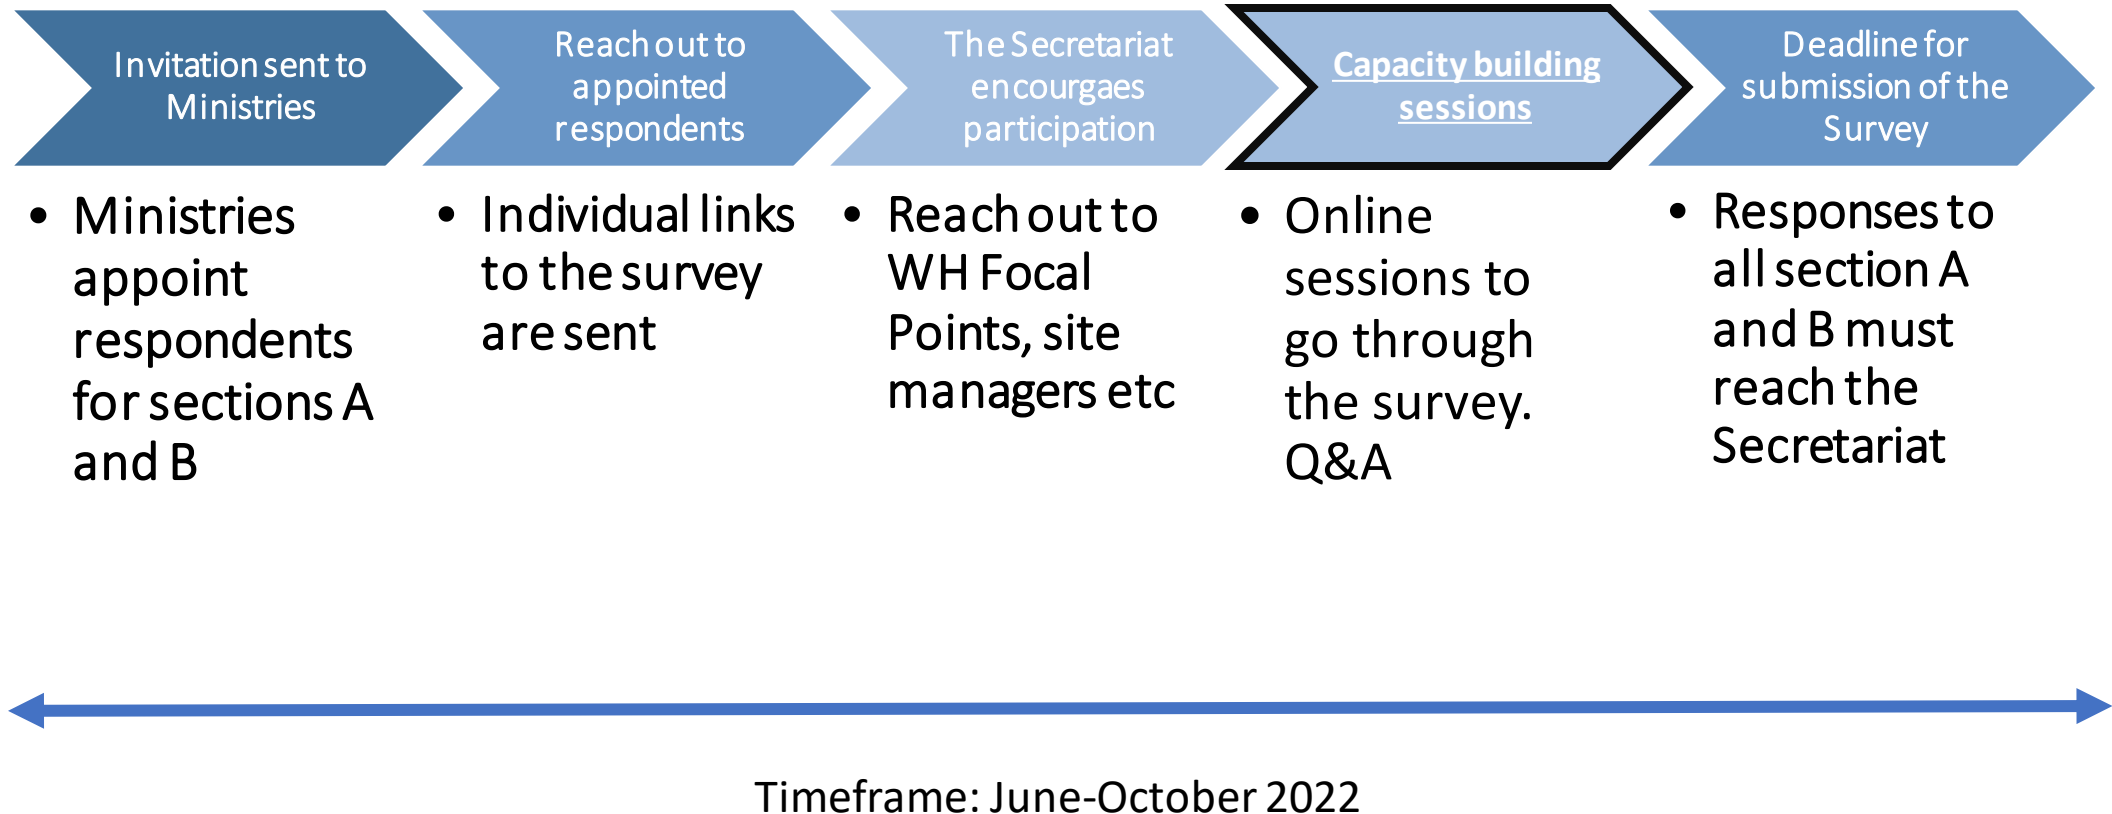 Invitation sent to
Ministries
Reach out to
appointed
respondents
The Secretariat
encourgaes
participation
Capacity building
sessions
Deadline for
submission of the
Survey
• Ministries
appoint
respondents
for sections A
and B
• Individual links
to the survey
are sent
• Reach out to
WH Focal
Points, site
managers etc
• Online
sessions to
go through
the survey.
Q&A
• Responses to
all section A
and B must
reach the
Secretariat
Timeframe: June-October 2022